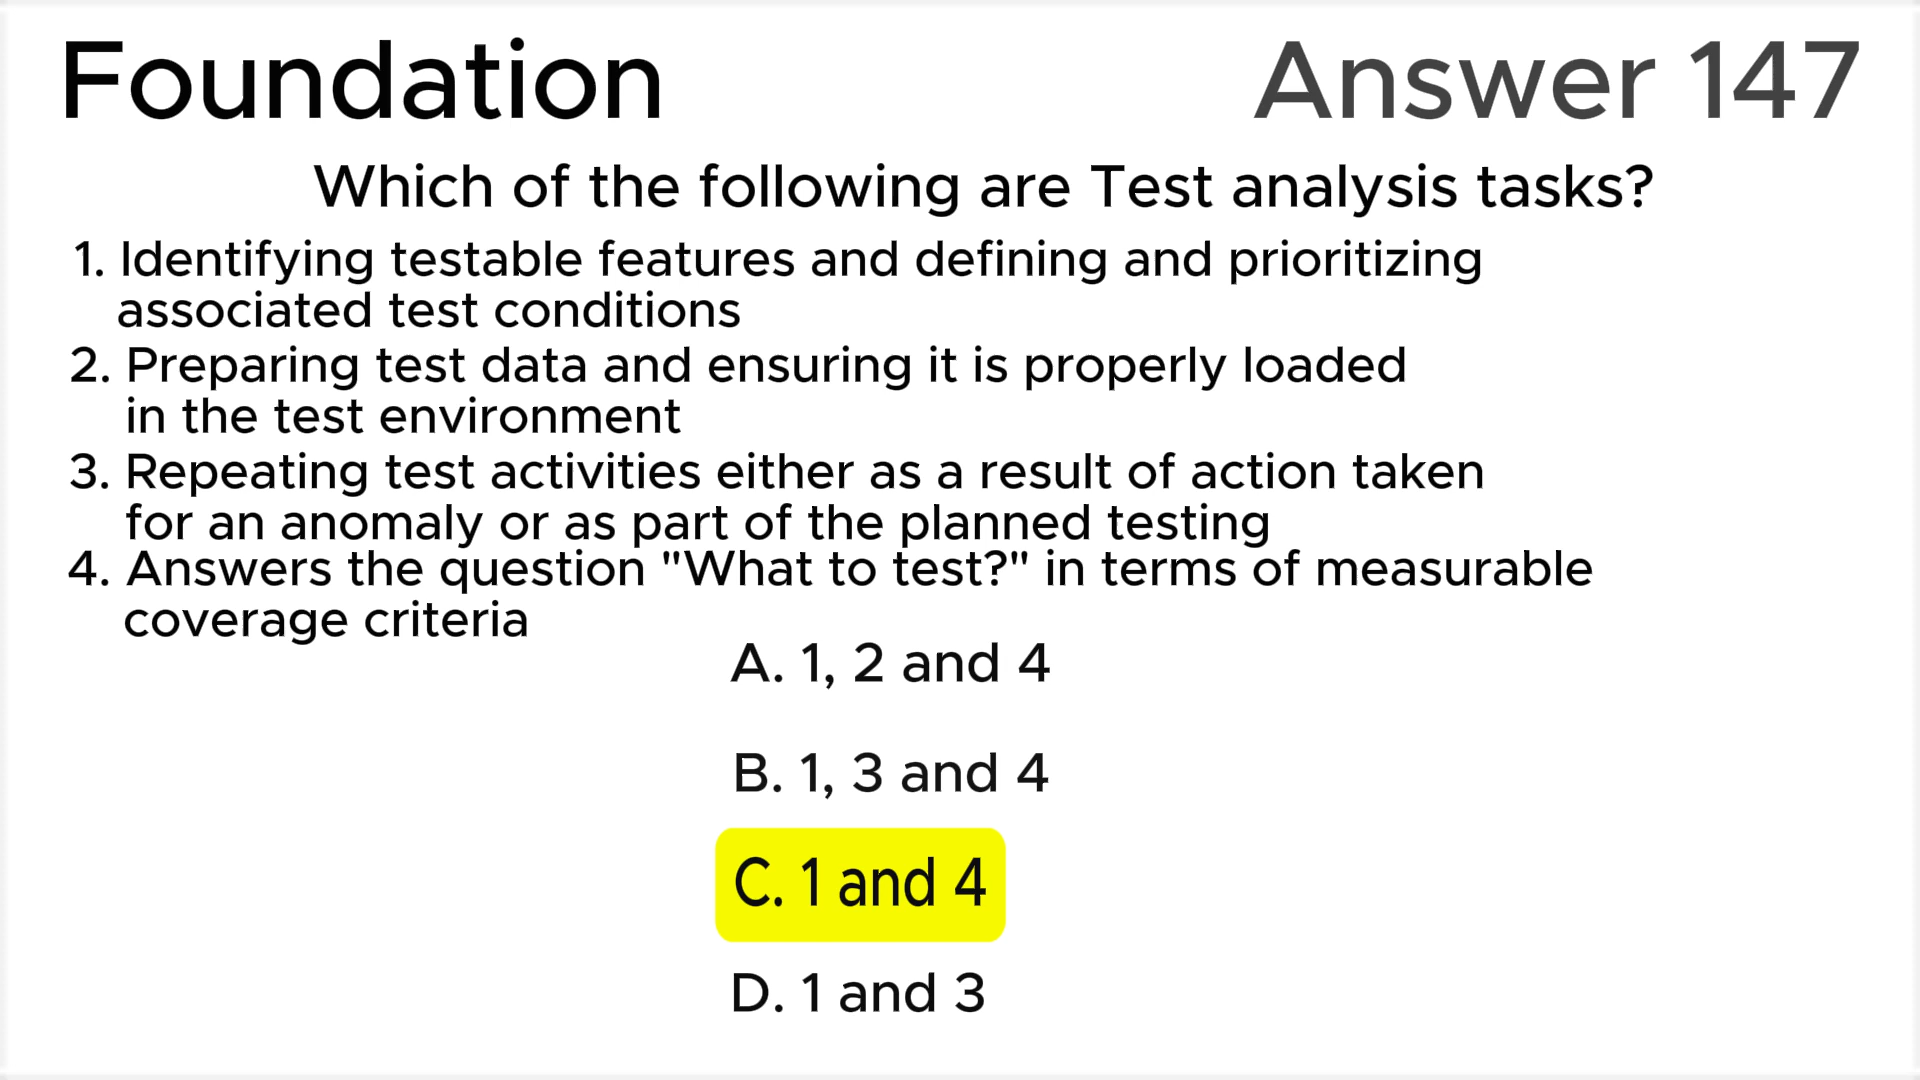 Foundation
Answer 147
Which of the following are Test analysis tasks?
1. Identifying testable features and defining and prioritizing
associated test conditions
2. Preparing test data and ensuring it is properly loaded
in the test environment
3. Repeating test activities either as a result of action taken
for an anomaly or as part of the planned testing
4. Answers the question "What to test?" in terms of measurable
coverage criteria
A. 1, 2 and 4
B. 1, 3 and 4
C. 1 and 4
D. 1 and 3